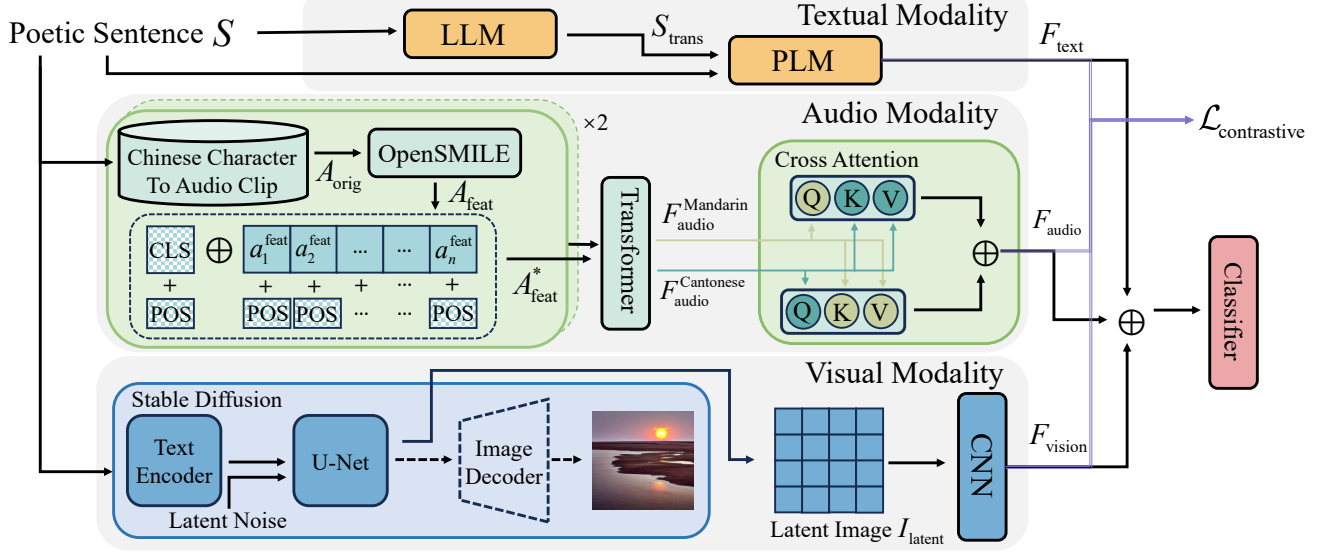 Textual Modality
Poetic Sentence S
LLM
S_trans
PLM
F_text
Audio Modality
×2
Chinese Character
To Audio Clip
A_orig
OpenSMILE
A_feat
CLS ⊕ a_1^feat a_2^feat ... ... a_n^feat
+ + + + ... +
POS POS POS ... ... POS
A*_feat
Transformer
F_audio^Mandarin
F_audio^Cantonese
Cross Attention
Q K V
Q K V
⊕
F_audio
ℒ_contrastive
⊕
Classifier
Visual Modality
Stable Diffusion
Text
Encoder
U-Net
Latent Noise
Image
Decoder
Latent Image I_latent
CNN
F_vision